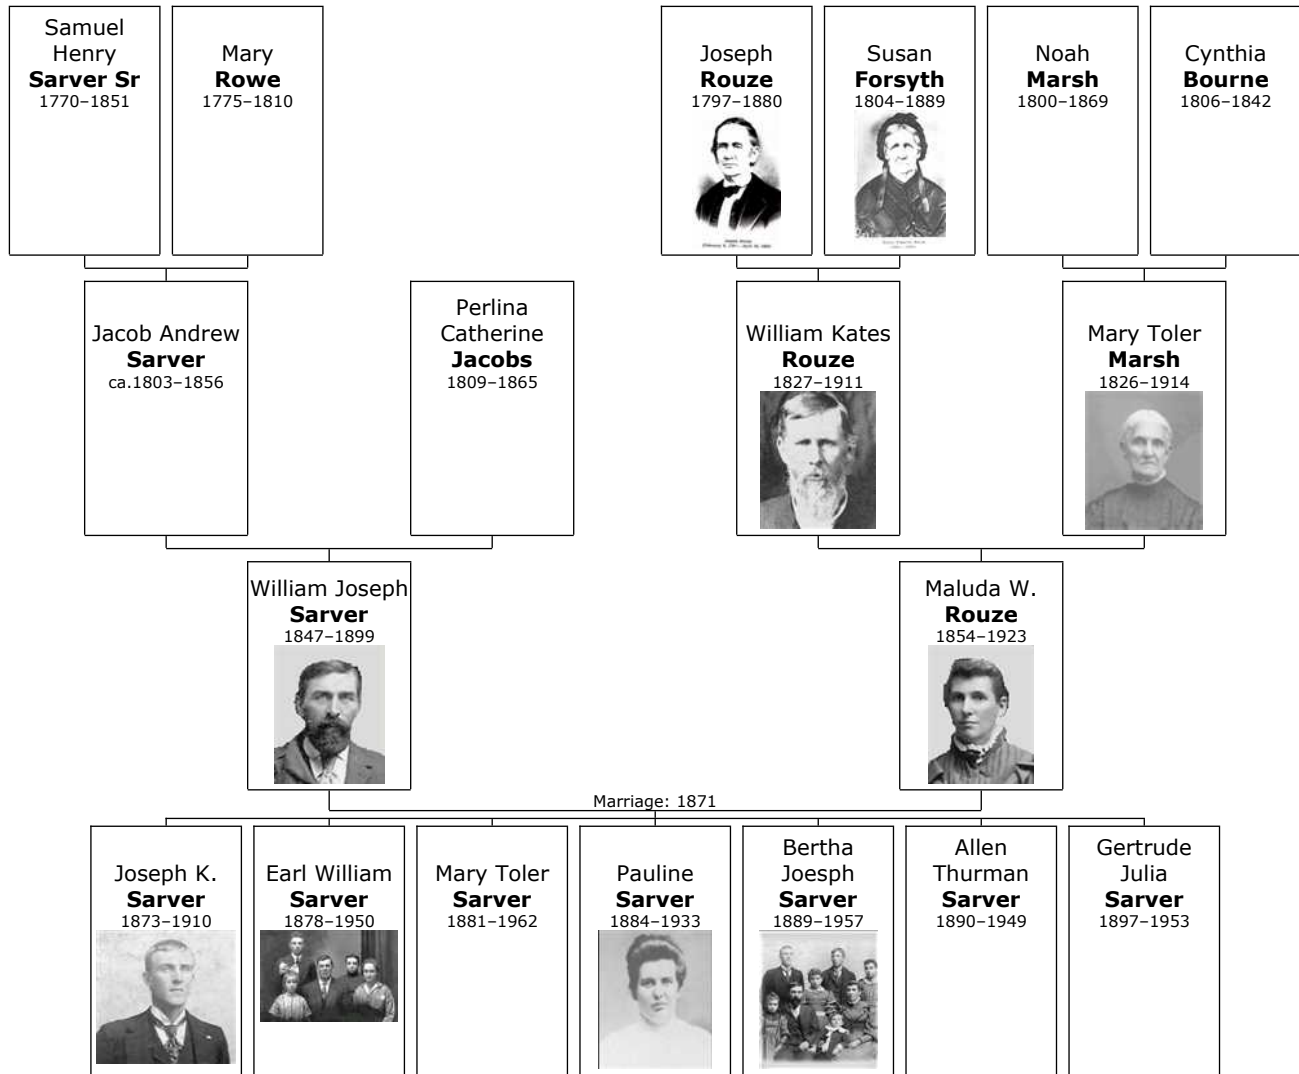 Samuel
Henry
Sarver Sr
1770–1851
Mary
Rowe
1775–1810
Joseph
Rouze
1797–1880
Susan
Forsyth
1804–1889
Noah
Marsh
1800–1869
Cynthia
Bourne
1806–1842
Jacob Andrew
Sarver
ca.1803–1856
Perlina
Catherine
Jacobs
1809–1865
William Kates
Rouze
1827–1911
Mary Toler
Marsh
1826–1914
William Joseph
Sarver
1847–1899
Maluda W.
Rouze
1854–1923
Marriage: 1871
Joseph K.
Sarver
1873–1910
Earl William
Sarver
1878–1950
Mary Toler
Sarver
1881–1962
Pauline
Sarver
1884–1933
Bertha
Joesph
Sarver
1889–1957
Allen
Thurman
Sarver
1890–1949
Gertrude
Julia
Sarver
1897–1953